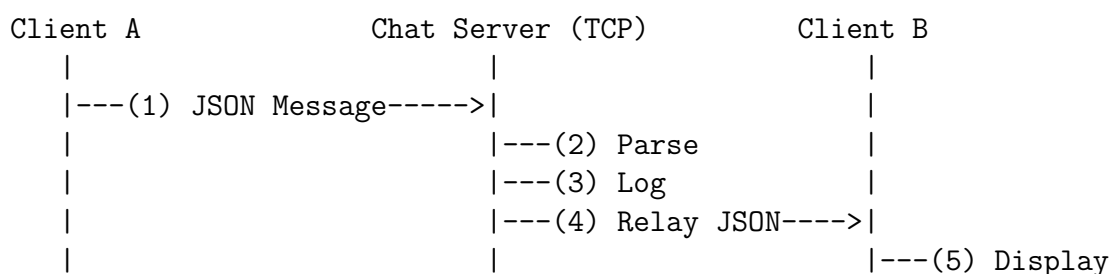 Client A                Chat Server (TCP)          Client B
   |                            |                         |
   |---(1) JSON Message----->|                         |
   |                            |---(2) Parse           |
   |                            |---(3) Log             |
   |                            |---(4) Relay JSON---->|
   |                            |                         |---(5) Display